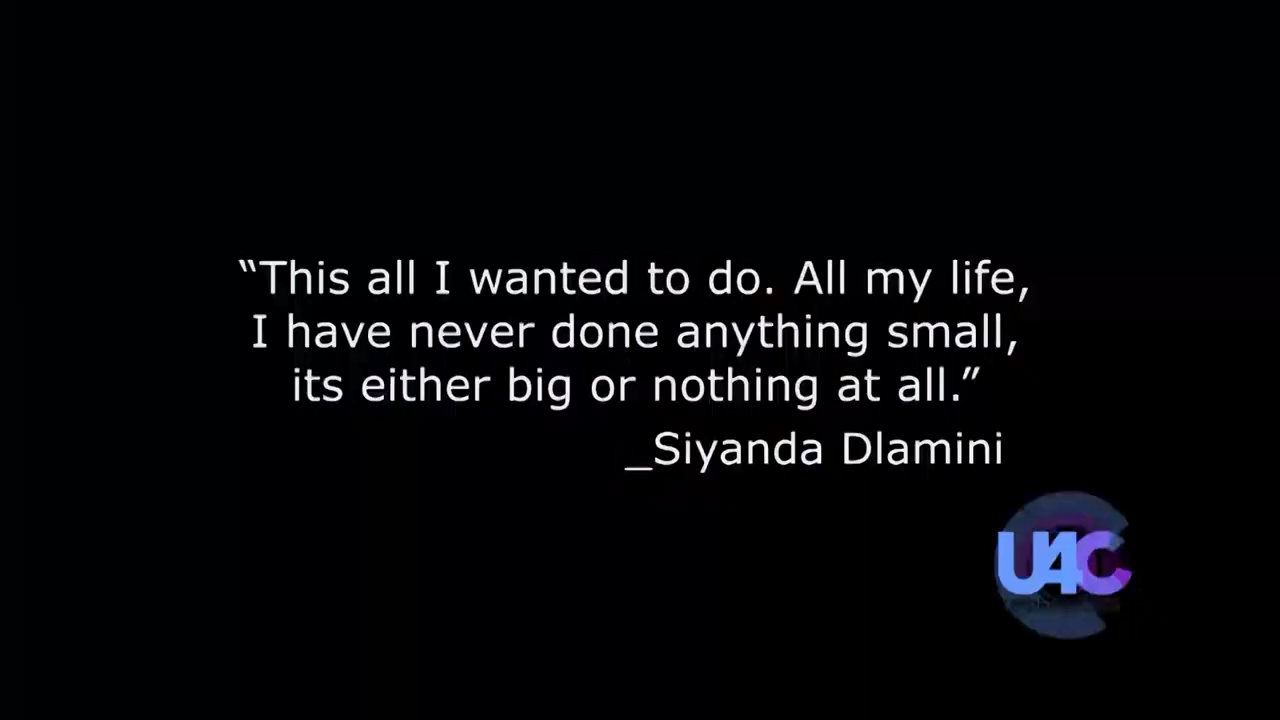 “This all I wanted to do. All my life,
I have never done anything small,
its either big or nothing at all.”
_Siyanda Dlamini
U4C